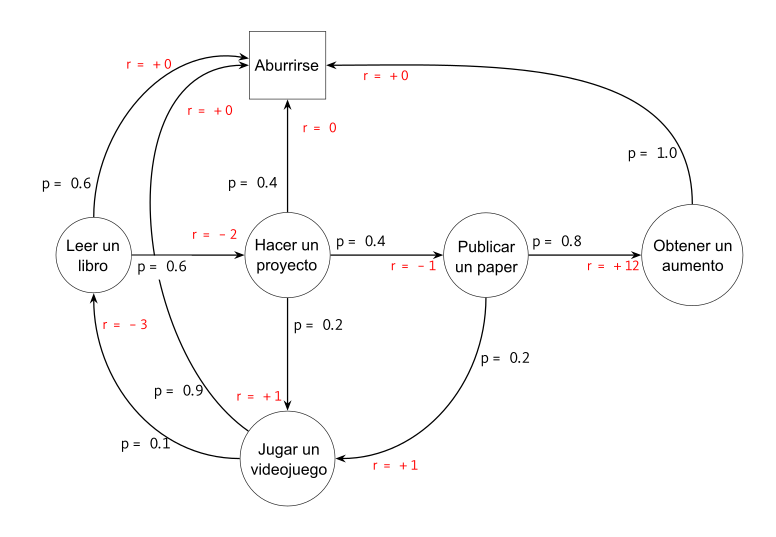 Aburrirse
r = +0
r = +0
r = +0
r = 0
p = 1.0
p = 0.6
p = 0.4
Leer un
libro
r = -2
p = 0.6
Hacer un
proyecto
p = 0.4
r = -1
Publicar
un paper
p = 0.8
r = +12
Obtener un
aumento
r = -3
p = 0.2
p = 0.2
p = 0.9
r = +1
p = 0.1
Jugar un
videojuego
r = +1